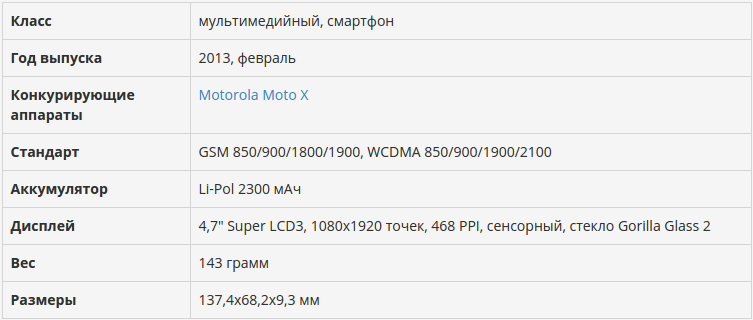 Класс мультимедийный, смартфон
Год выпуска 2013, февраль
Конкурирующие Motorola Moto X
аппараты
Стандарт GSM 850/900/1800/1900, WCDMA 850/900/1900/2100
Аккумулятор Li-Pol 2300 мАч
Дисплей 4,7" Super LCD3, 1080x1920 точек, 468 PPI, сенсорный, стекло Gorilla Glass 2
Вес 143 грамм
Размеры 137,4x68,2x9,3 мм